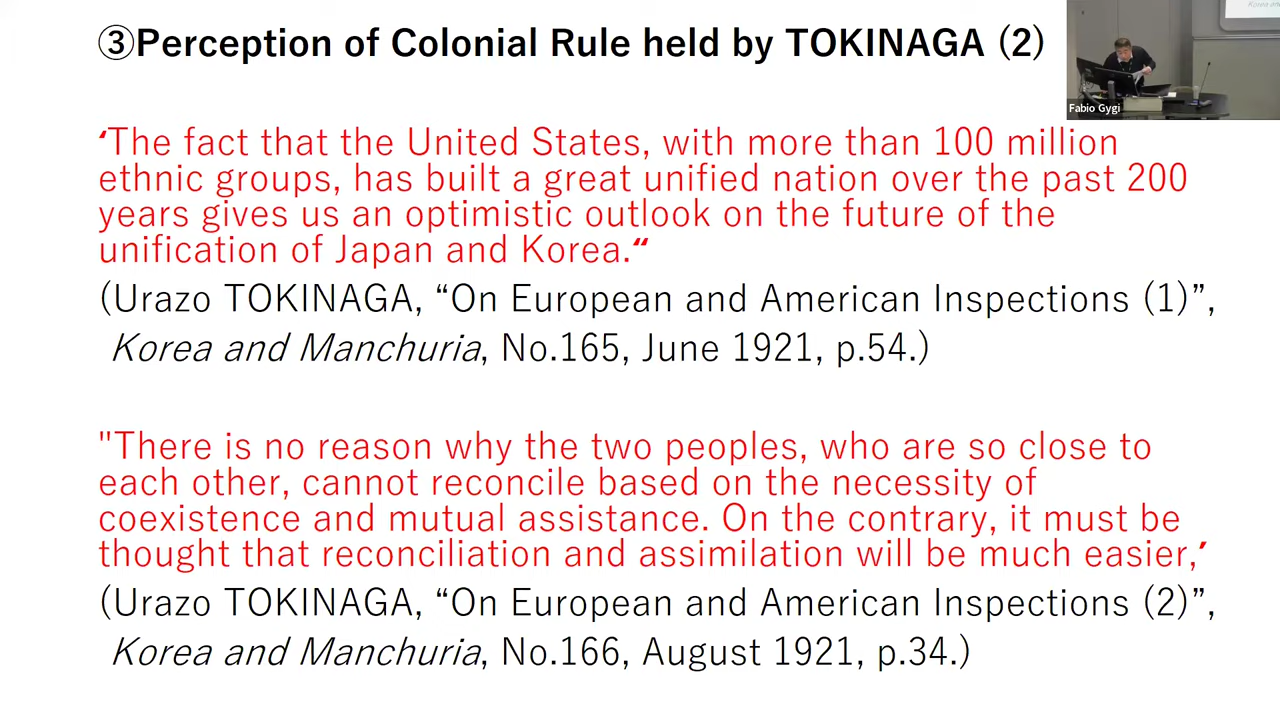 ③Perception of Colonial Rule held by TOKINAGA (2)
Korea and
Fabio Gygi
‘The fact that the United States, with more than 100 million
ethnic groups, has built a great unified nation over the past 200
years gives us an optimistic outlook on the future of the
unification of Japan and Korea.“
(Urazo TOKINAGA, “On European and American Inspections (1)”,
Korea and Manchuria, No.165, June 1921, p.54.)
"There is no reason why the two peoples, who are so close to
each other, cannot reconcile based on the necessity of
coexistence and mutual assistance. On the contrary, it must be
thought that reconciliation and assimilation will be much easier,’
(Urazo TOKINAGA, “On European and American Inspections (2)”,
Korea and Manchuria, No.166, August 1921, p.34.)